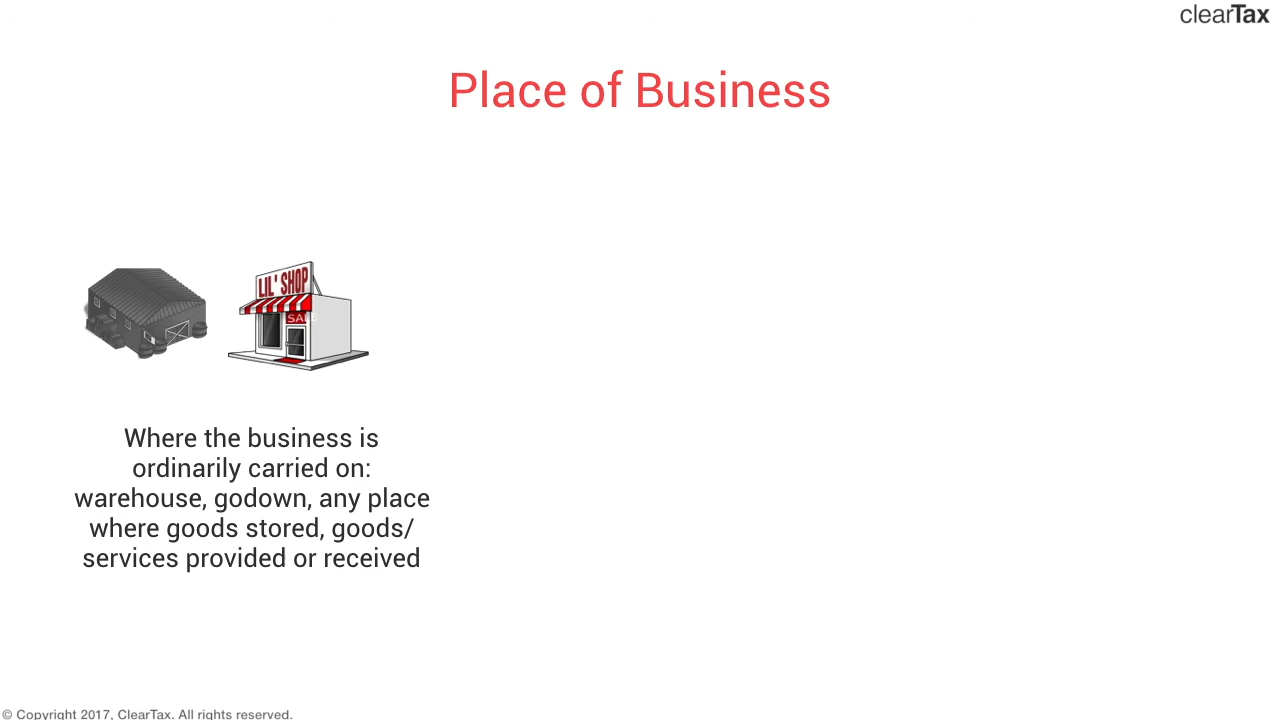 clearTax
Place of Business
LIL' SHOP
SALE
Where the business is
ordinarily carried on:
warehouse, godown, any place
where goods stored, goods/
services provided or received
© Copyright 2017, ClearTax. All rights reserved.